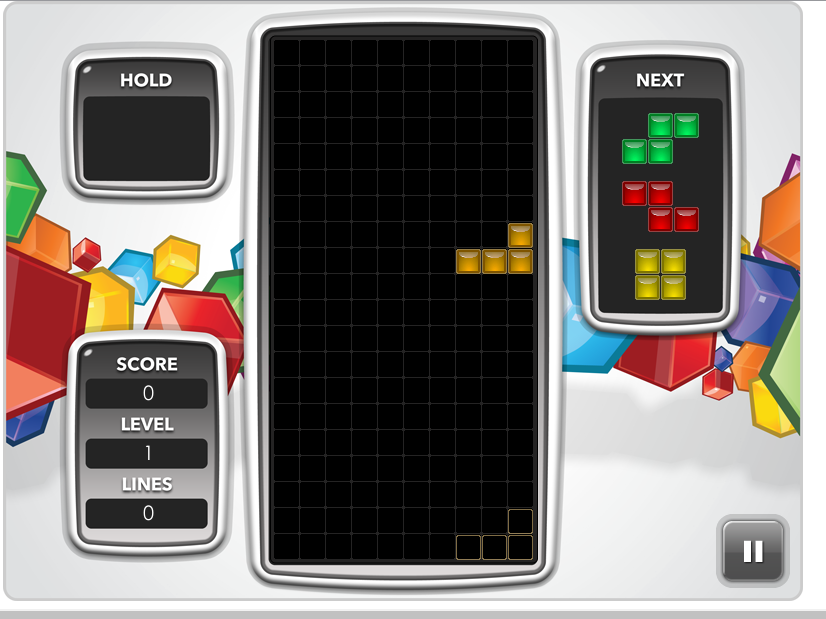 HOLD
NEXT
SCORE
0
LEVEL
1
LINES
0